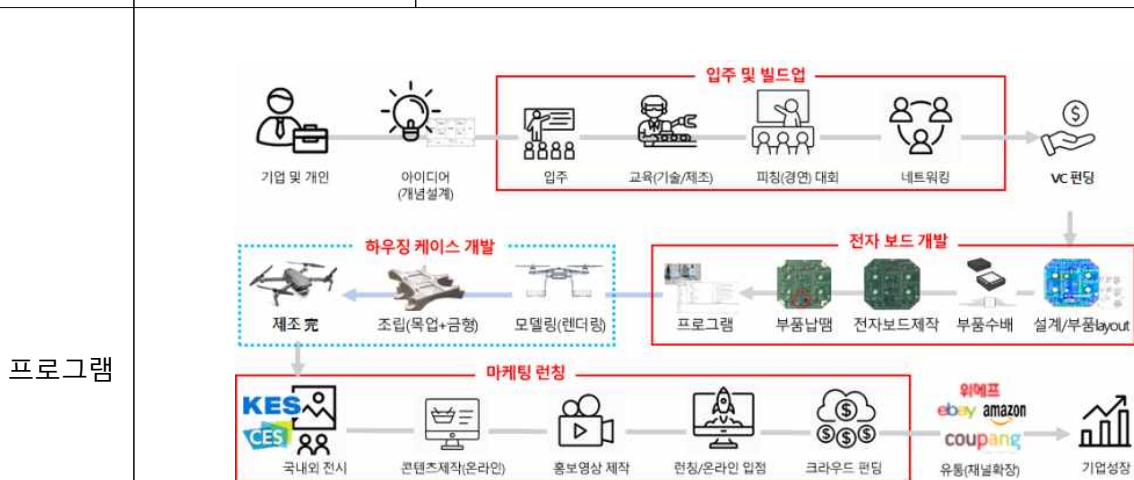 프로그램
입주 및 빌드업
기업 및 개인
아이디어
(개념설계)
입주
교육(기술/제조)
피칭(경연) 대회
네트워킹
VC 펀딩
하우징 케이스 개발
전자 보드 개발
제조 完
조립(목업+금형)
모델링(렌더링)
프로그램
부품납땜
전자보드제작
부품수배
설계/부품layout
마케팅 런칭
KES
CES
국내외 전시
콘텐츠제작(온라인)
홍보영상 제작
런칭/온라인 입점
크라우드 펀딩
위메프
ebay amazon
coupang
유통(채널확장)
기업성장